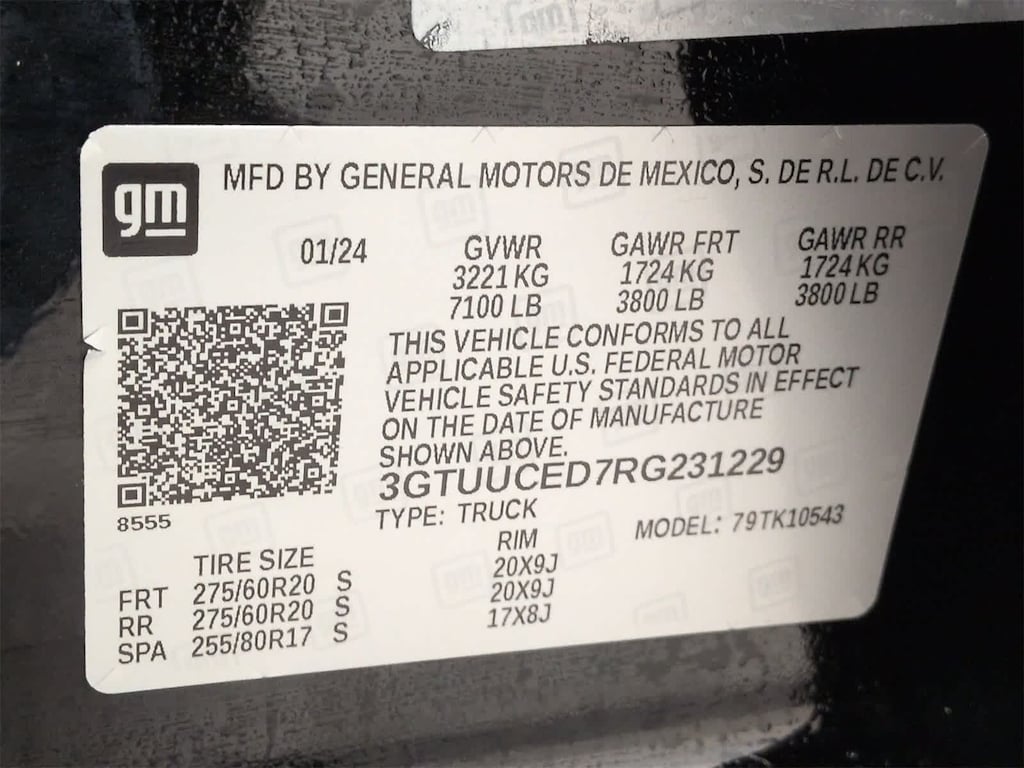 gm
MFD BY GENERAL MOTORS DE MEXICO, S. DE R.L. DE C.V.
01/24 GVWR GAWR FRT GAWR RR
3221 KG 1724 KG 1724 KG
7100 LB 3800 LB 3800 LB
THIS VEHICLE CONFORMS TO ALL
APPLICABLE U.S. FEDERAL MOTOR
VEHICLE SAFETY STANDARDS IN EFFECT
ON THE DATE OF MANUFACTURE
SHOWN ABOVE.
3GTUUCED7RG231229
8555
TYPE: TRUCK MODEL: 79TK10543
TIRE SIZE RIM
FRT 275/60R20 S 20X9J
RR 275/60R20 S 20X9J
SPA 255/80R17 S 17X8J